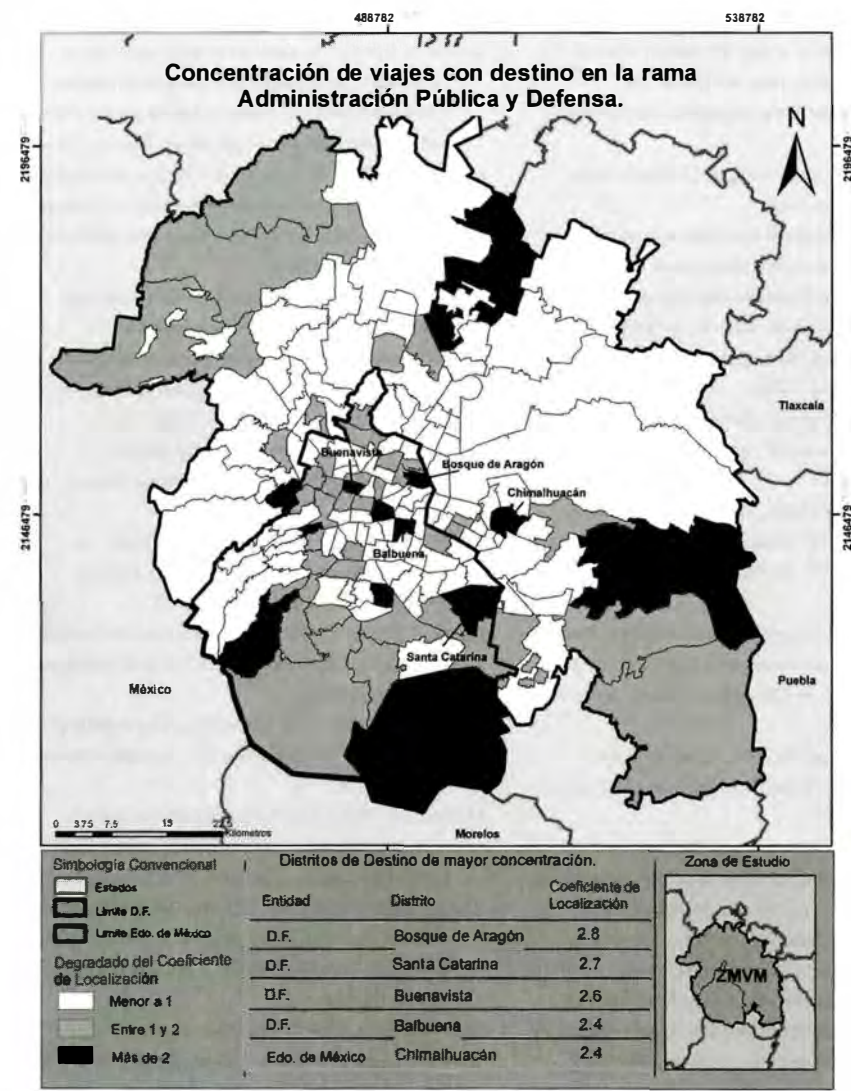 488782
538782
Concentración de viajes con destino en la rama
Administración Pública y Defensa.
N
2196479
2196479
Tlaxcala
Buenavista
Bosque de Aragón
Chimalhuacán
2146479
2146479
Balbuena
Santa Catarina
México
Puebla
0 3.75 7.5 15 22.5
Kilometros
Morelos
Simbología Convencional
Estados
Límite D.F.
Limite Edo. de México
Degradado del Coeficiente
de Localización
Menor a 1
Entre 1 y 2
Más de 2
Distritos de Destino de mayor concentración.
Entidad Distrito Coeficiente de
Localización
D.F. Bosque de Aragón 2.8
D.F. Santa Catarina 2.7
D.F. Buenavista 2.6
D.F. Balbuena 2.4
Edo. de México Chimalhuacán 2.4
Zona de Estudio
ZMVM